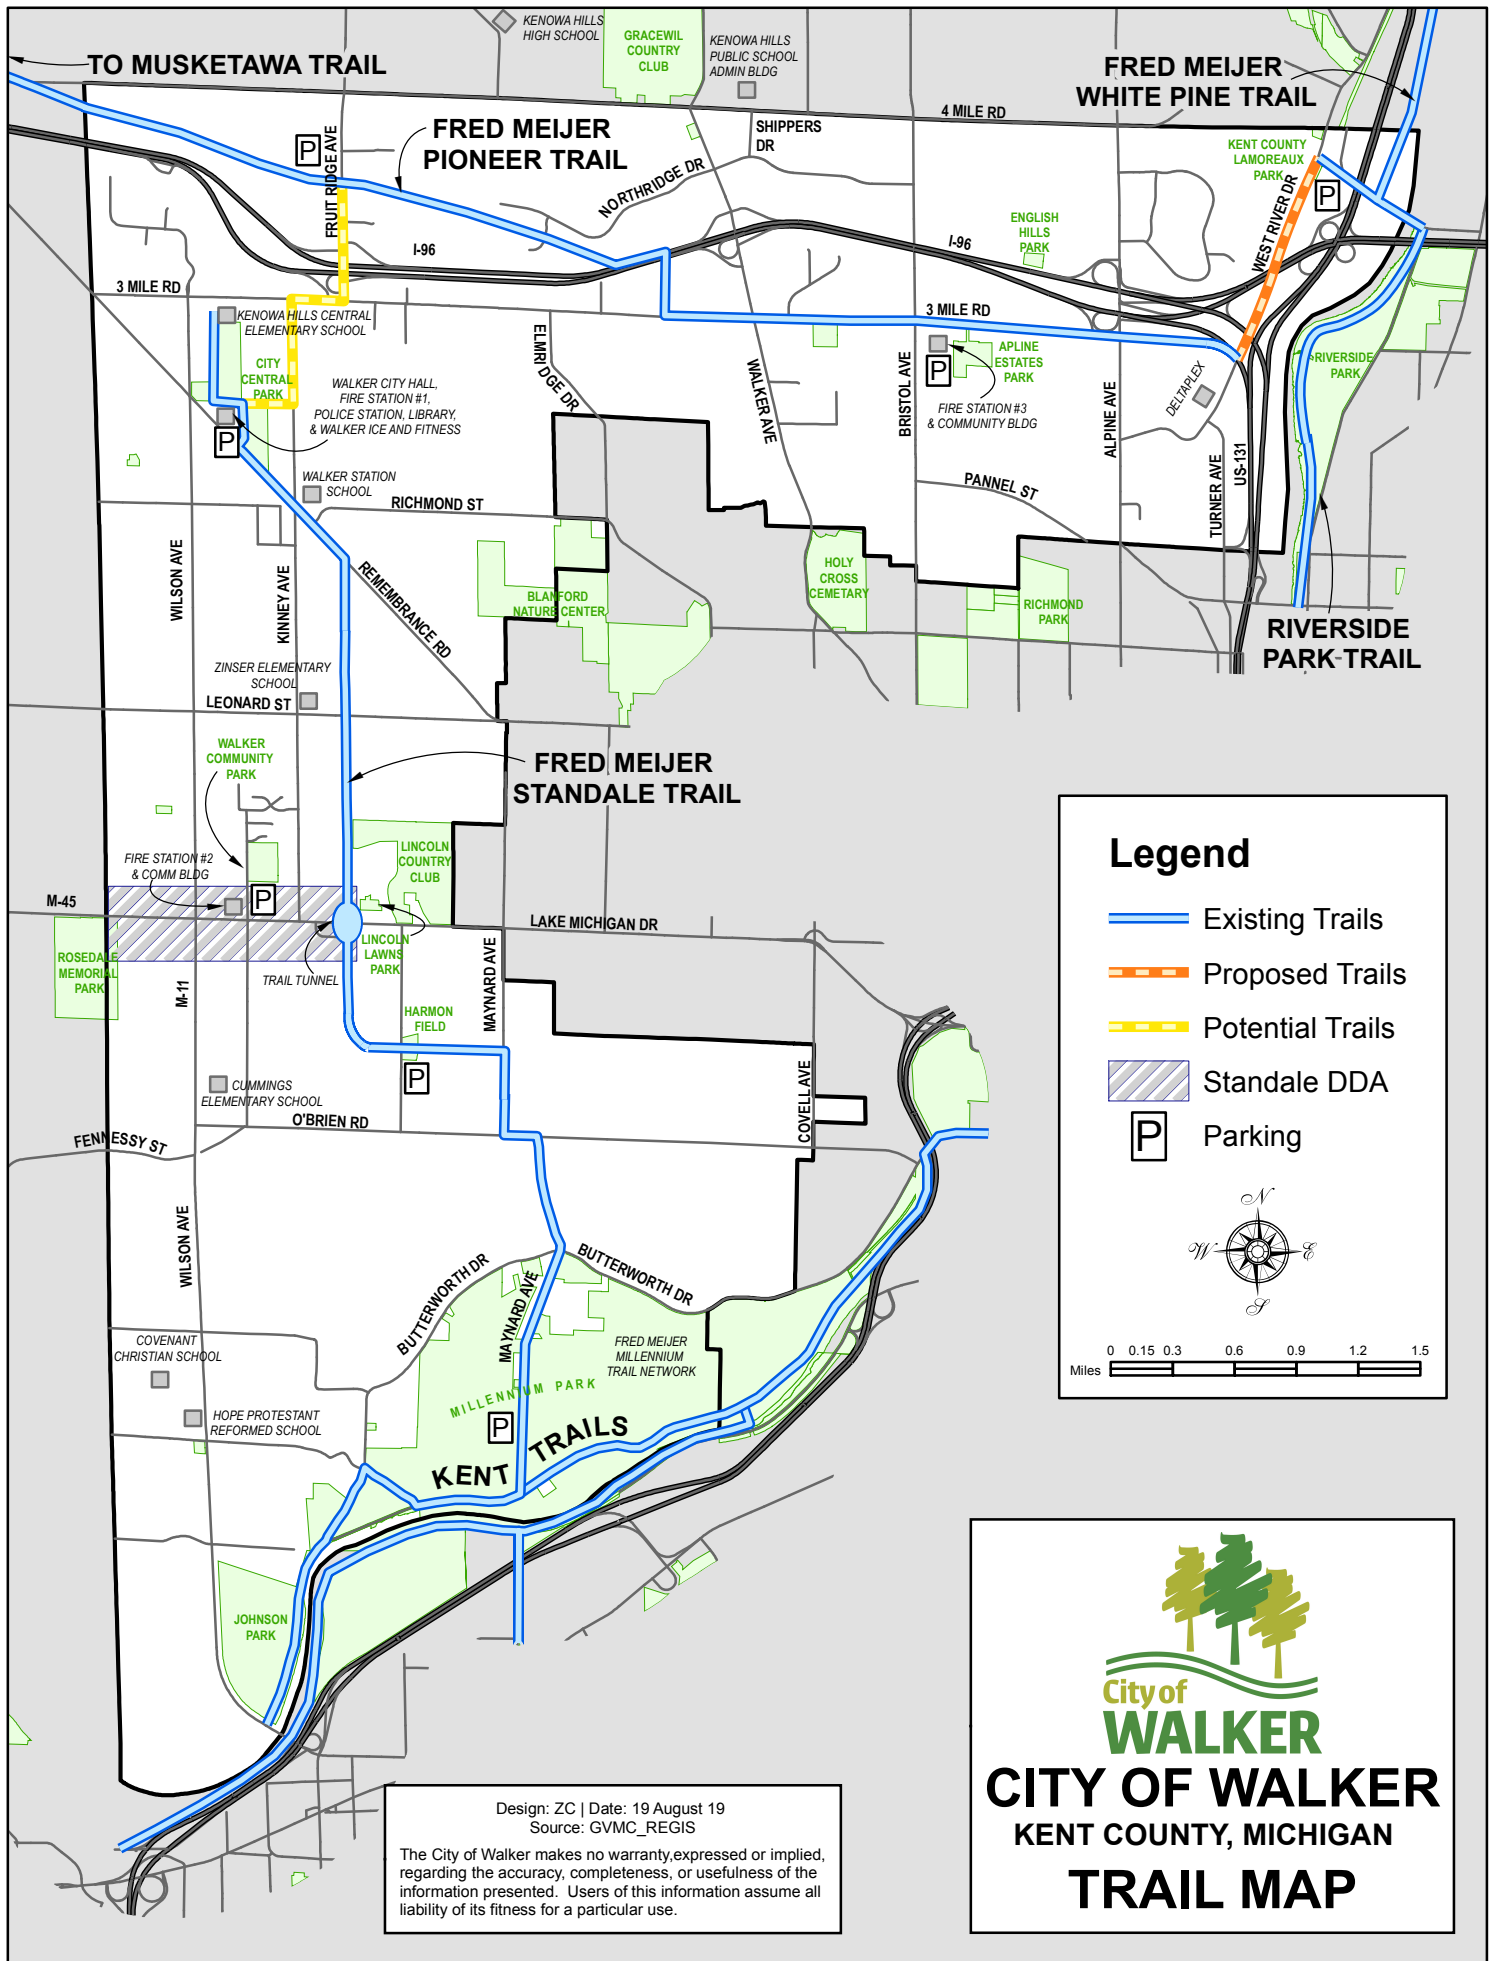 KENOWA HILLS
HIGH SCHOOL
GRACEWIL
COUNTRY
CLUB
KENOWA HILLS
PUBLIC SCHOOL
ADMIN BLDG
TO MUSKETAWA TRAIL
FRED MEIJER
WHITE PINE TRAIL
4 MILE RD
FRED MEIJER
PIONEER TRAIL
SHIPPERS
DR
P
FRUIT RIDGE AVE
NORTHRIDGE DR
KENT COUNTY
LAMOREAUX
PARK
P
WEST RIVER DR
ENGLISH
HILLS
PARK
I-96
I-96
3 MILE RD
3 MILE RD
KENOWA HILLS CENTRAL
ELEMENTARY SCHOOL
CITY
CENTRAL
PARK
WALKER CITY HALL,
FIRE STATION #1,
POLICE STATION, LIBRARY,
& WALKER ICE AND FITNESS
P
ELMRIDGE DR
WALKER AVE
BRISTOL AVE
P
APLINE
ESTATES
PARK
FIRE STATION #3
& COMMUNITY BLDG
ALPINE AVE
DELTAPLEX
RIVERSIDE
PARK
TURNER AVE
US-131
WALKER STATION
SCHOOL
RICHMOND ST
PANNEL ST
WILSON AVE
KINNEY AVE
REMEMBRANCE RD
BLANFORD
NATURE CENTER
HOLY
CROSS
CEMETARY
RICHMOND
PARK
RIVERSIDE
PARK TRAIL
ZINSER ELEMENTARY
SCHOOL
LEONARD ST
WALKER
COMMUNITY
PARK
FRED MEIJER
STANDALE TRAIL
LINCOLN
COUNTRY
CLUB
FIRE STATION #2
& COMM BLDG
P
M-45
LAKE MICHIGAN DR
LINCOLN
LAWNS
PARK
ROSEDALE
MEMORIAL
PARK
TRAIL TUNNEL
M-11
MAYNARD AVE
HARMON
FIELD
P
CUMMINGS
ELEMENTARY SCHOOL
O'BRIEN RD
COVELL AVE
FENNESSY ST
WILSON AVE
BUTTERWORTH DR
BUTTERWORTH DR
MAYNARD AVE
COVENANT
CHRISTIAN SCHOOL
FRED MEIJER
MILLENNIUM
TRAIL NETWORK
MILLENNIUM PARK
HOPE PROTESTANT
REFORMED SCHOOL
P
KENT TRAILS
JOHNSON
PARK
Legend
Existing Trails
Proposed Trails
Potential Trails
Standale DDA
P Parking
N
W E
S
0 0.15 0.3 0.6 0.9 1.2 1.5
Miles
City of
WALKER
CITY OF WALKER
KENT COUNTY, MICHIGAN
TRAIL MAP
Design: ZC | Date: 19 August 19
Source: GVMC_REGIS
The City of Walker makes no warranty,expressed or implied,
regarding the accuracy, completeness, or usefulness of the
information presented. Users of this information assume all
liability of its fitness for a particular use.